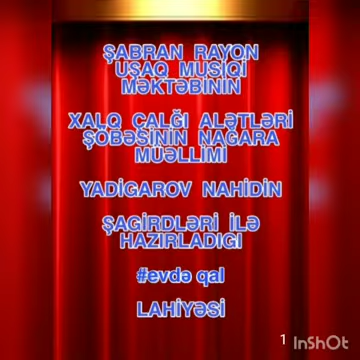 ŞABRAN RAYON
UŞAQ MUSİQİ
MƏKTƏBİNİN
XALQ ÇALĞI ALƏTLƏRİ
ŞÖBƏSİNİN NAĞARA
MÜƏLLİMİ
YADİGAROV NAHİDİN
ŞAGİRDLƏRİ İLƏ
HAZIRLADIĞI
#evdə qal
LAHİYƏSİ
1 InShOt